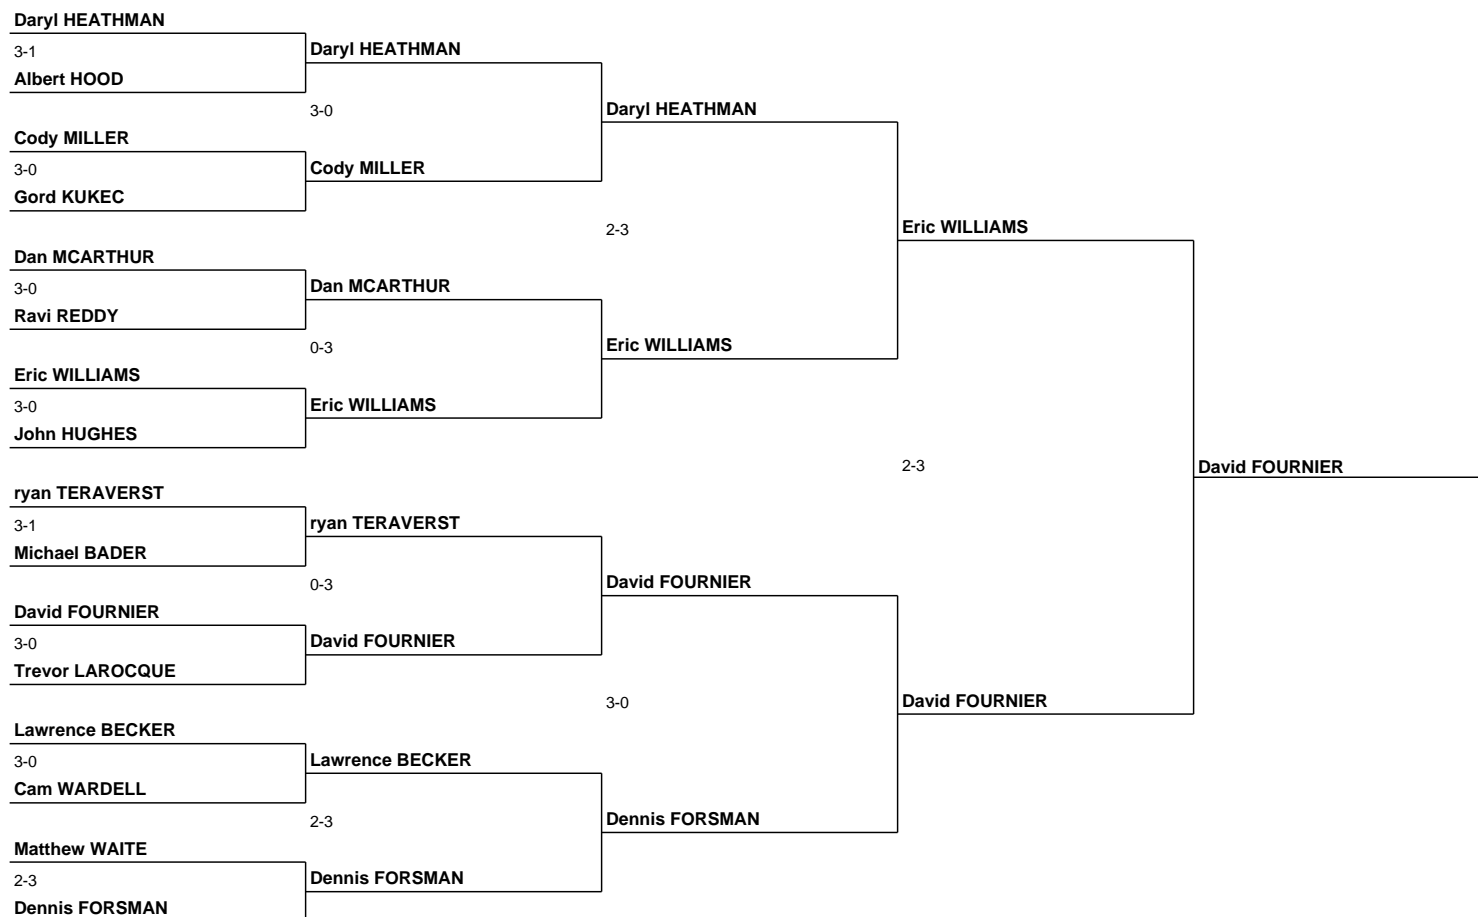 Daryl HEATHMAN
3-1
Albert HOOD
Cody MILLER
3-0
Gord KUKEC
Dan MCARTHUR
3-0
Ravi REDDY
Eric WILLIAMS
3-0
John HUGHES
ryan TERAVERST
3-1
Michael BADER
David FOURNIER
3-0
Trevor LAROCQUE
Lawrence BECKER
3-0
Cam WARDELL
Matthew WAITE
2-3
Dennis FORSMAN
Daryl HEATHMAN
3-0
Cody MILLER
Dan MCARTHUR
0-3
Eric WILLIAMS
ryan TERAVERST
0-3
David FOURNIER
Lawrence BECKER
2-3
Dennis FORSMAN
Daryl HEATHMAN
2-3
Eric WILLIAMS
David FOURNIER
3-0
Dennis FORSMAN
Eric WILLIAMS
2-3
David FOURNIER
David FOURNIER